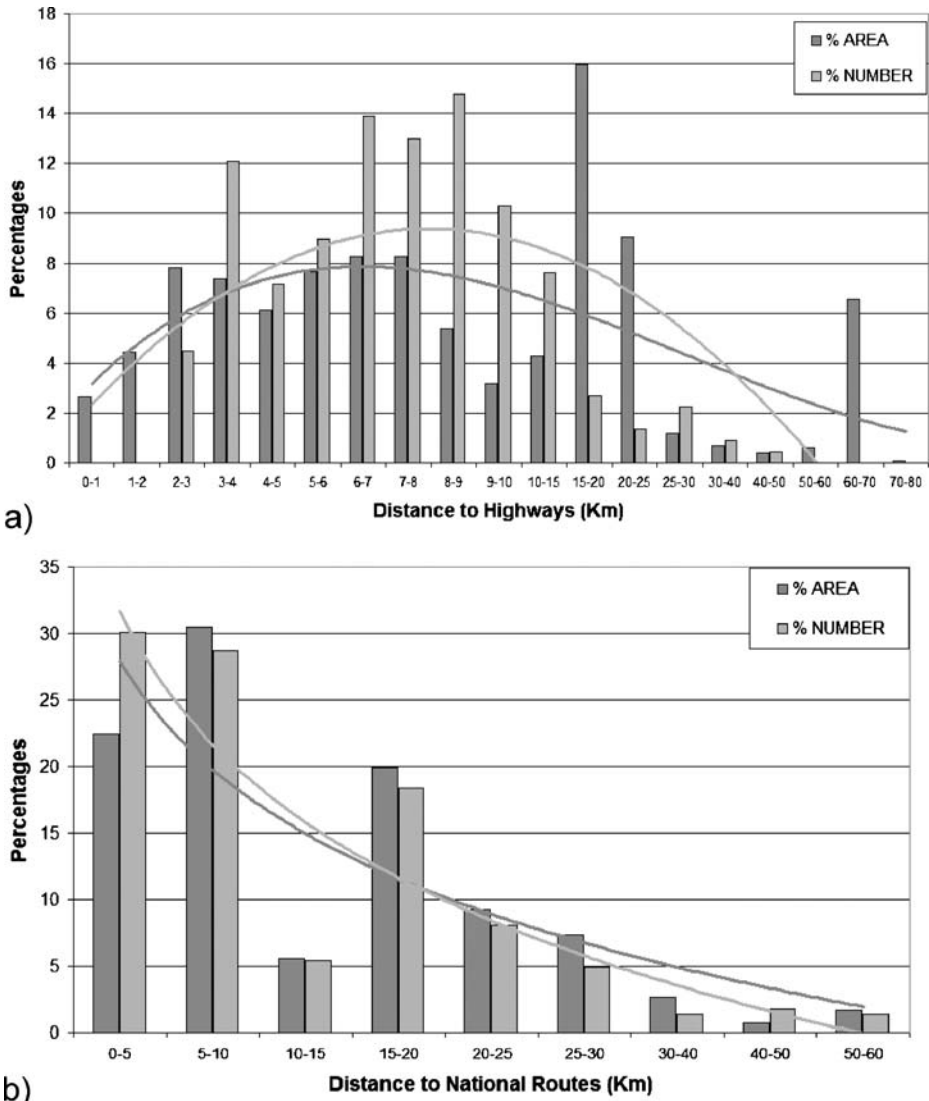 18
16
14
12
10
8
6
4
2
0
Percentages
% AREA
% NUMBER
0-1 1-2 2-3 3-4 4-5 5-6 6-7 7-8 8-9 9-10 10-15 15-20 20-25 25-30 30-40 40-50 50-60 60-70 70-80
Distance to Highways (Km)
a)
35
30
25
20
15
10
5
0
Percentages
% AREA
% NUMBER
0-5 5-10 10-15 15-20 20-25 25-30 30-40 40-50 50-60
Distance to National Routes (Km)
b)